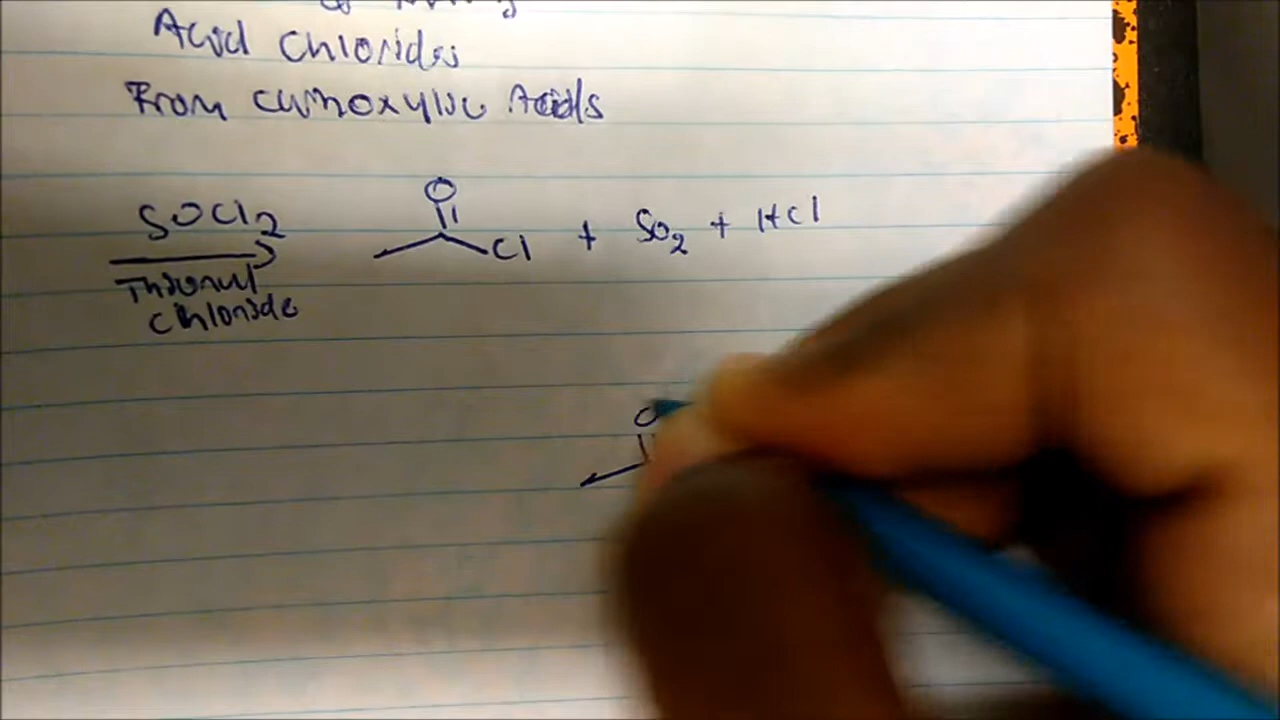 Acid Chlorides
From Carboxylic Acids
SOCl2
Thionyl
chloride
O
Cl + SO2 + HCl
O